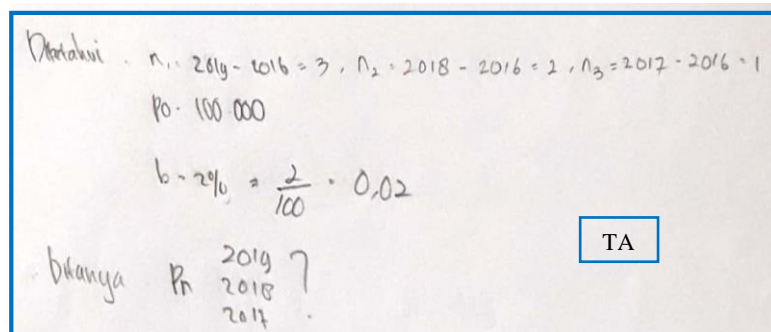 Diketahui . n₁ = 2019 - 2016 = 3 , n₂ = 2018 - 2016 = 2 , n₃ = 2017 - 2016 = 1
P0 = 100.000
b = 2% = 2/100 = 0,02
TA
Ditanya Pn 2019 ?
2018
2017